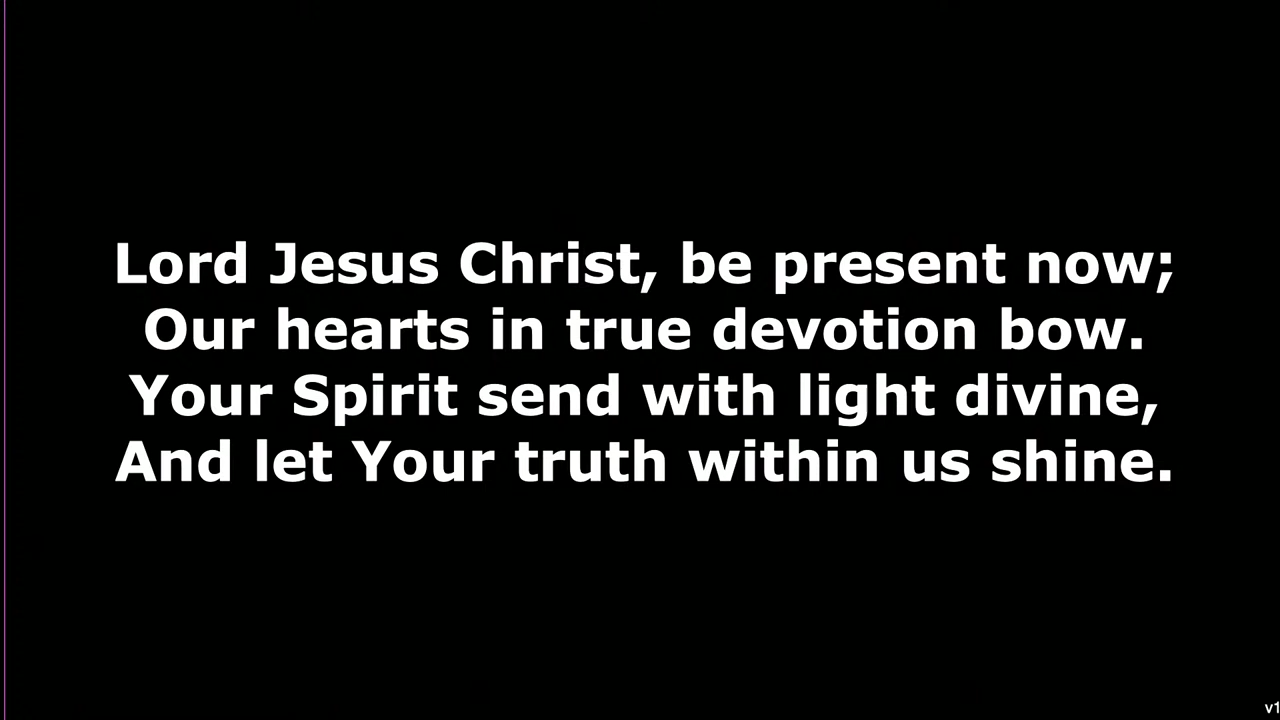 Lord Jesus Christ, be present now;
Our hearts in true devotion bow.
Your Spirit send with light divine,
And let Your truth within us shine.
v1